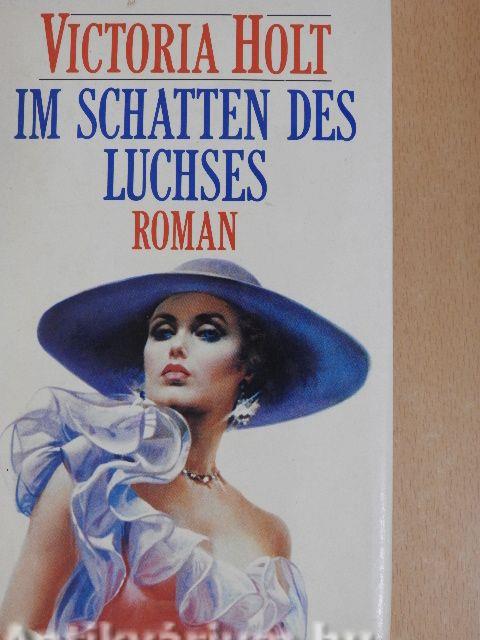 VICTORIA HOLT
IM SCHATTEN DES
LUCHSES
ROMAN